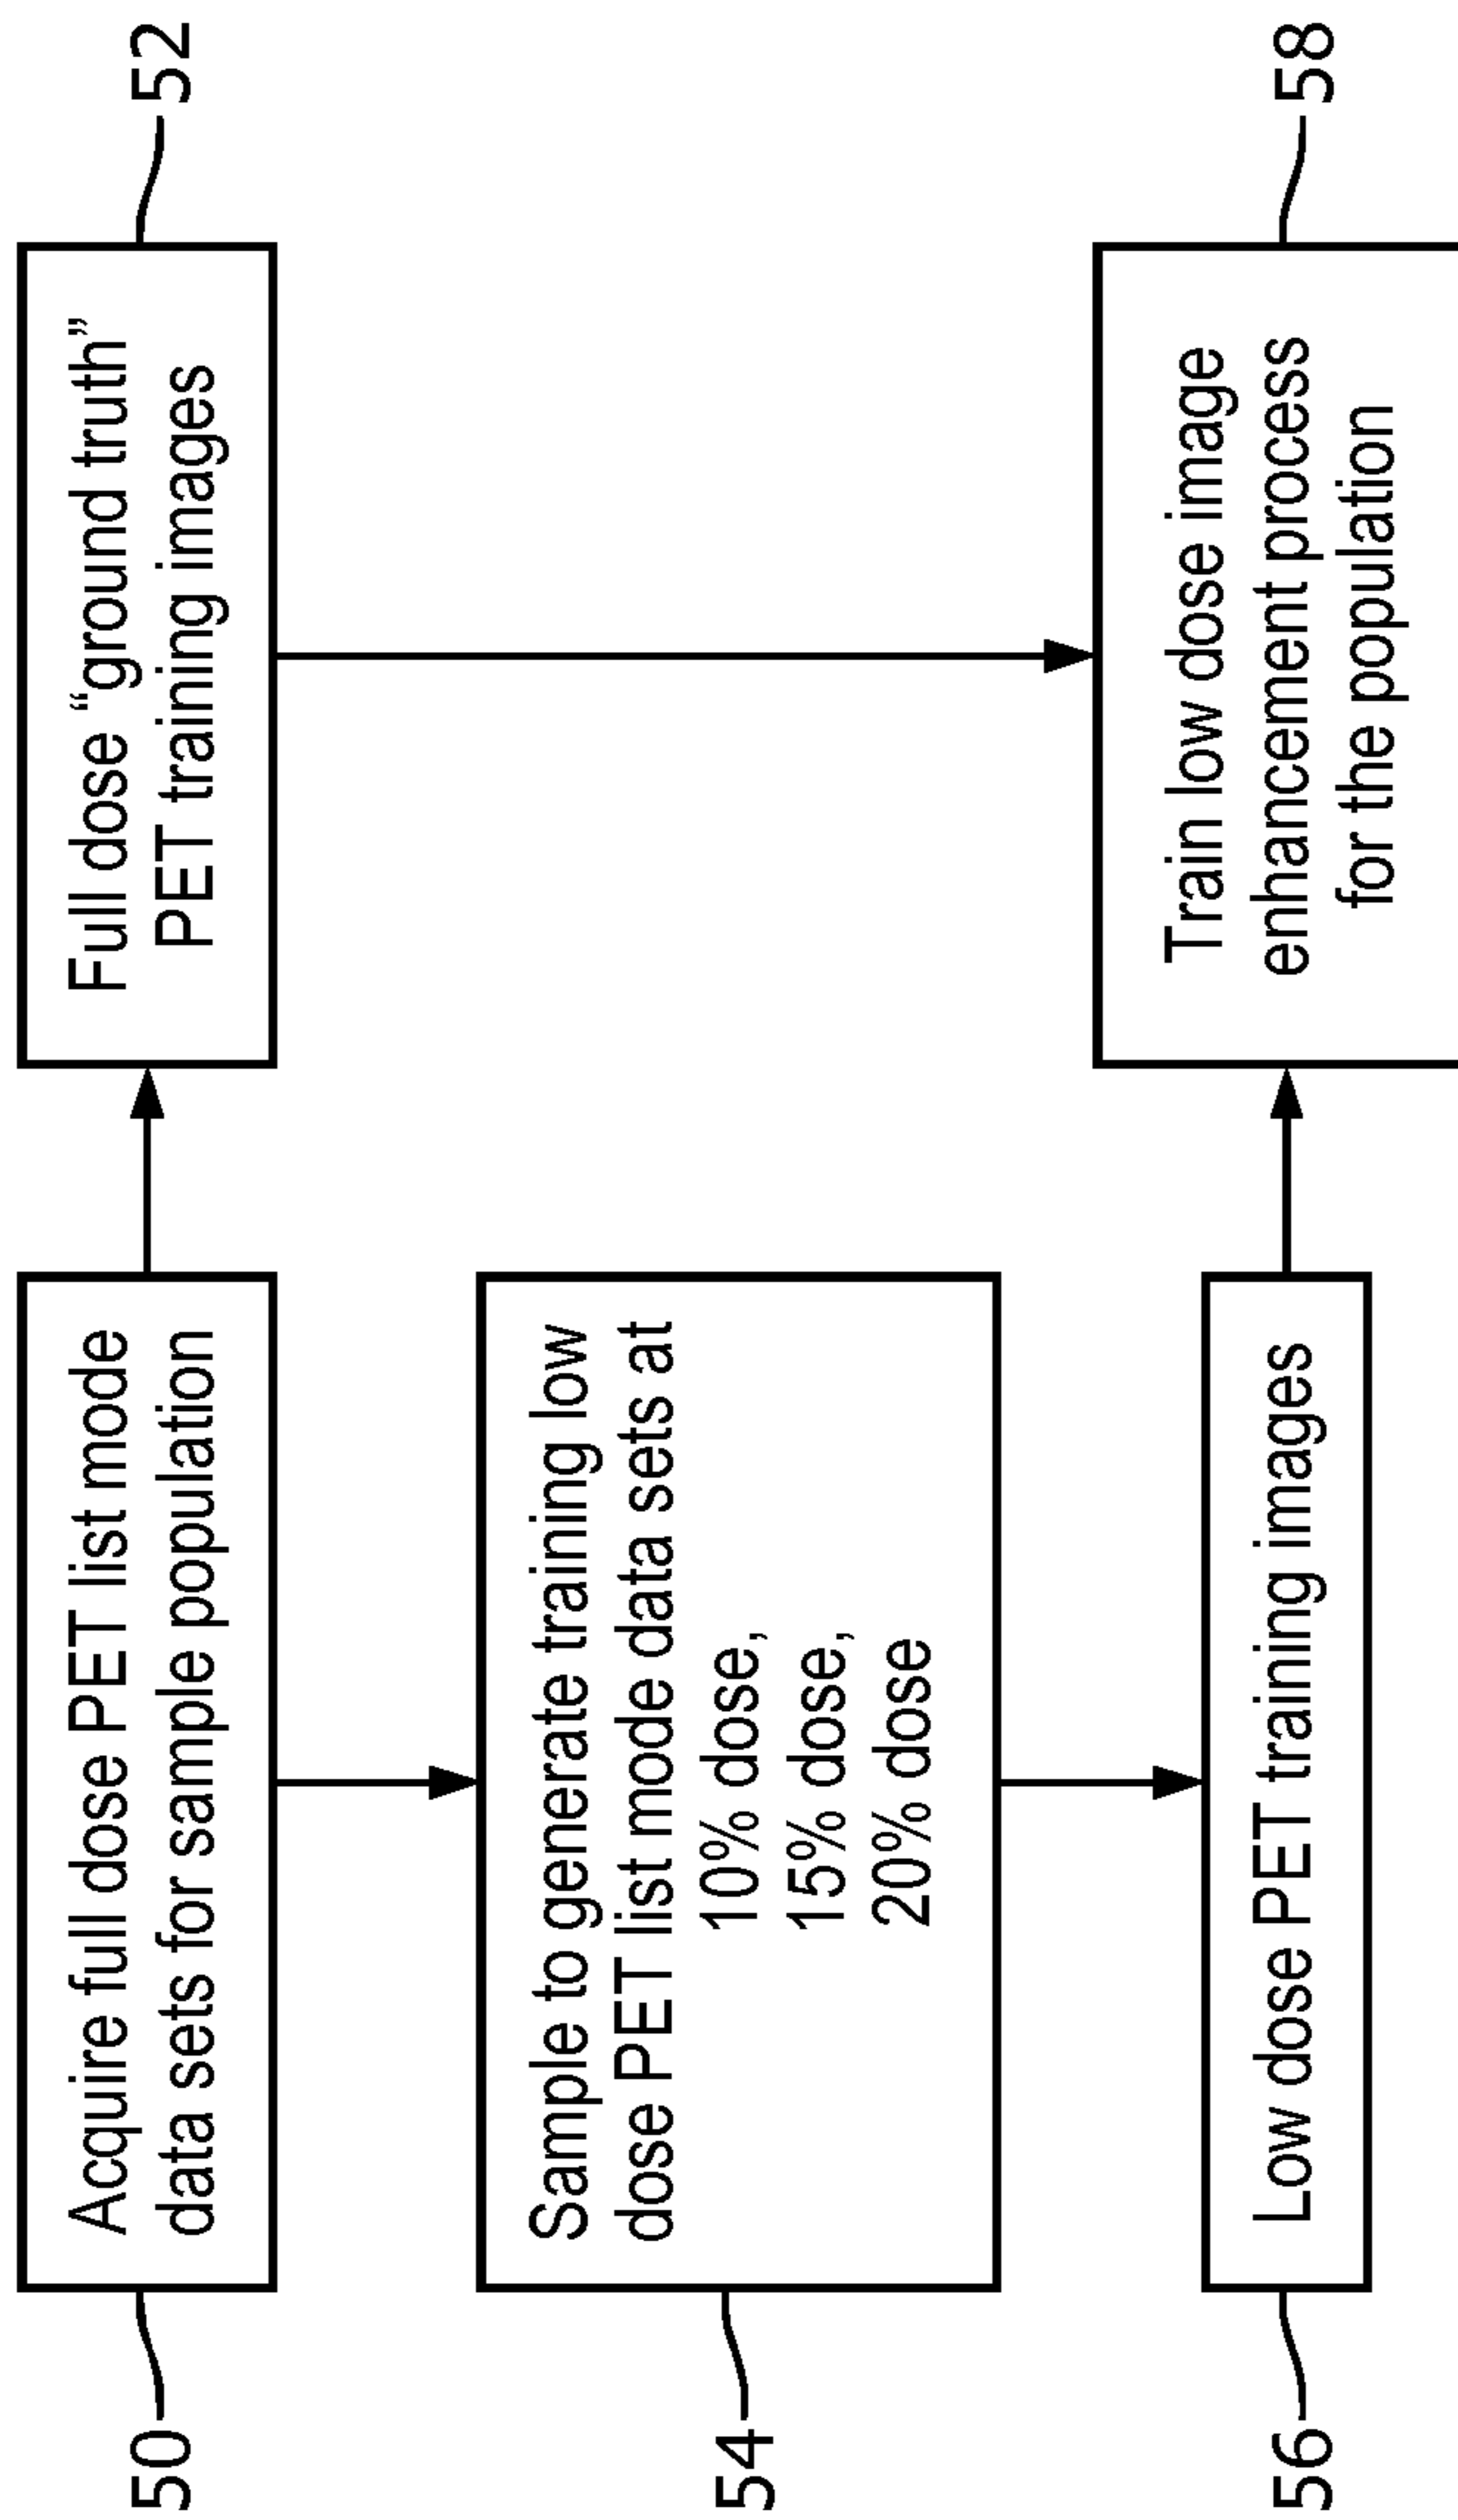 50
Acquire full dose PET list mode
data sets for sample population
Full dose “ground truth”
PET training images
52
54
Sample to generate training low
dose PET list mode data sets at
10% dose,
15% dose,
20% dose
56
Low dose PET training images
Train low dose image
enhancement process
for the population
58